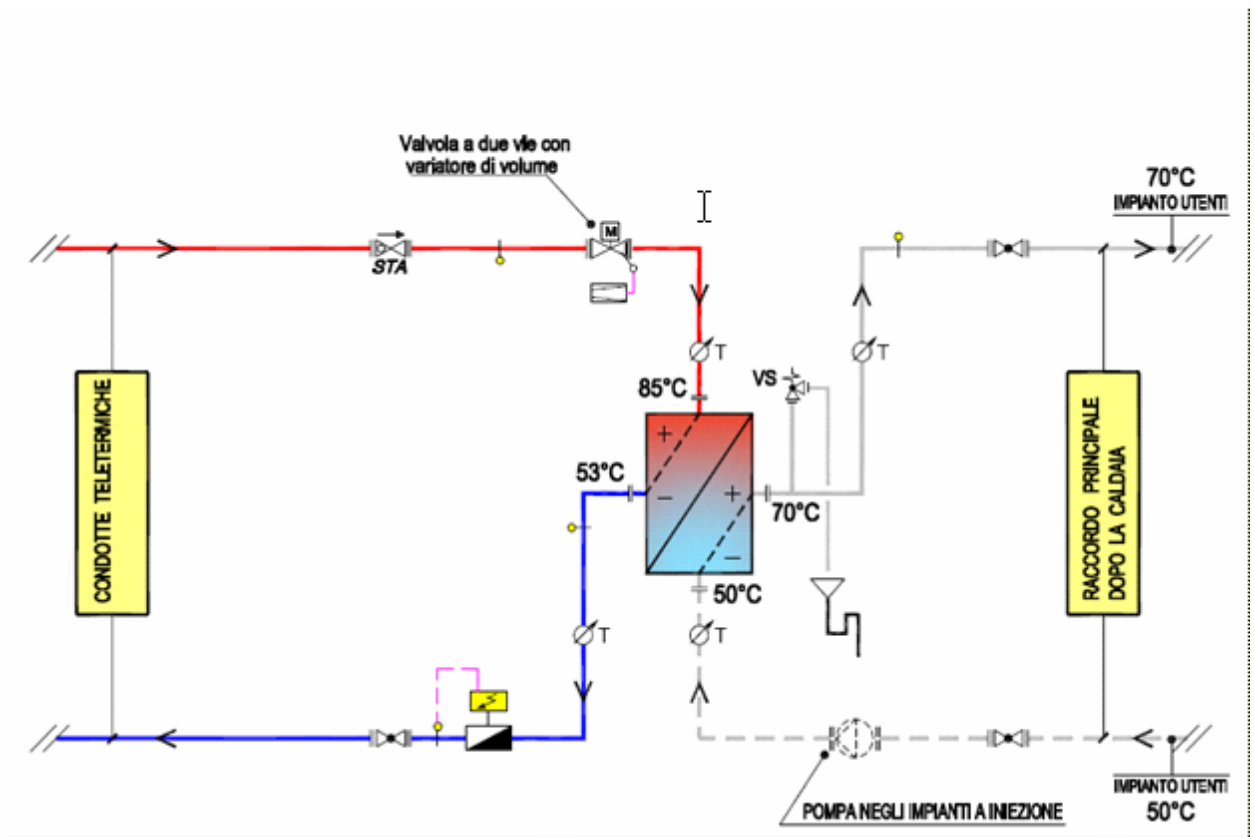 Valvola a due vie con
variatore di volume
70°C
IMPIANTO UTENTI
M
STA
T
T
85°C
VS
CONDOTTE TELETERMICHE
RACCORDO PRINCIPALE
DOPO LA CALDAIA
53°C
70°C
50°C
T
T
IMPIANTO UTENTI
50°C
POMPA NEGLI IMPIANTI A INIEZIONE